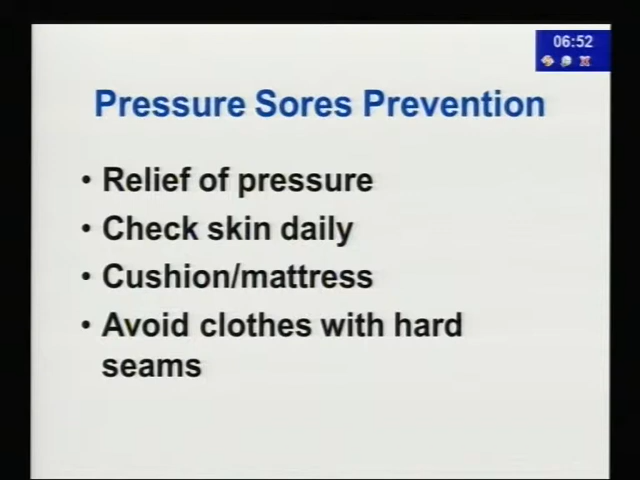 06:52
Pressure Sores Prevention
• Relief of pressure
• Check skin daily
• Cushion/mattress
• Avoid clothes with hard
seams